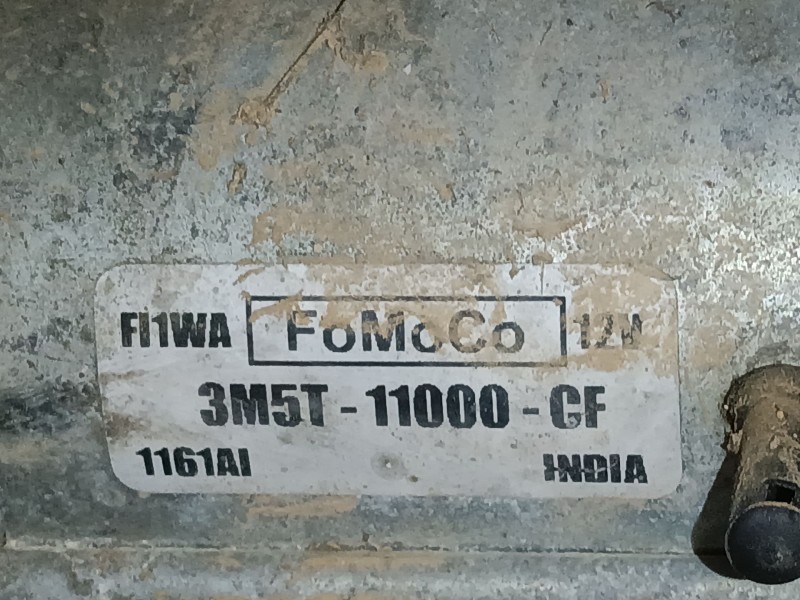 FI1WA FoMoCo 12V
3M5T-11000-CF
1161AI INDIA